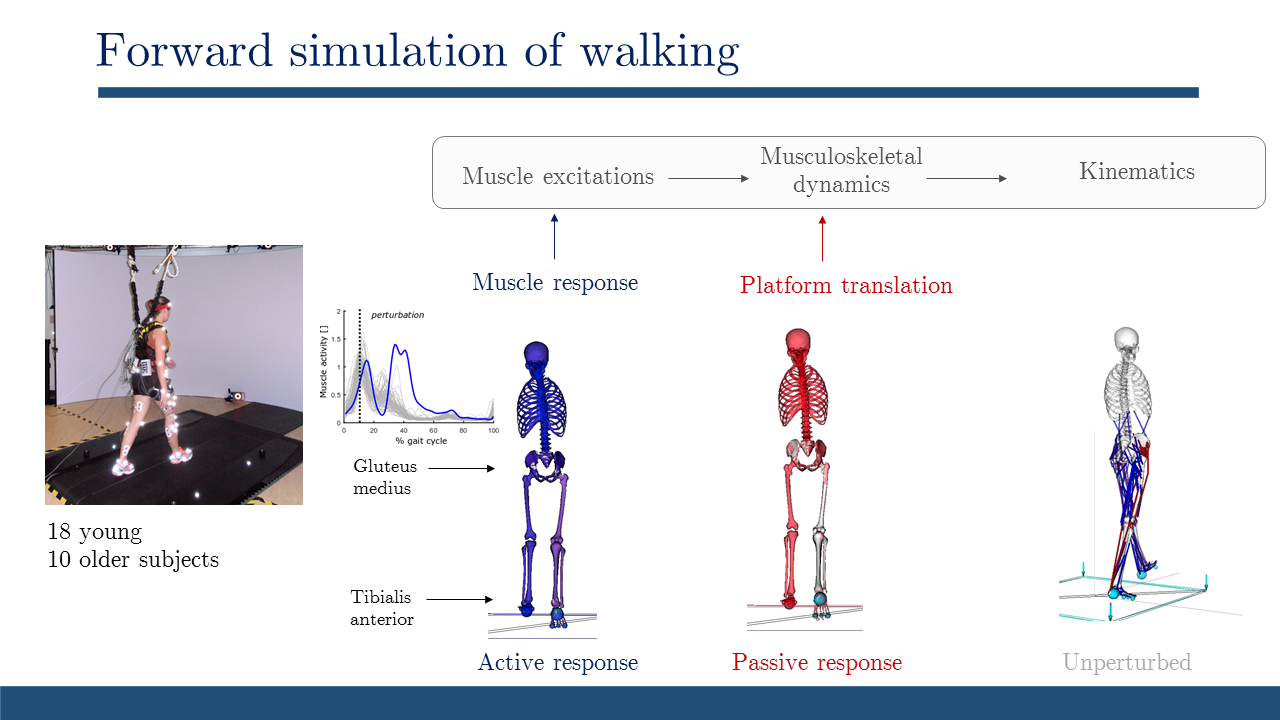 Forward simulation of walking
Muscle excitations
Musculoskeletal
dynamics
Kinematics
Muscle response
Platform translation
perturbation
Muscle activity []
2
1.5
1
0.5
0
0 20 40 60 80 100
% gait cycle
Gluteus
medius
18 young
10 older subjects
Tibialis
anterior
Active response
Passive response
Unperturbed